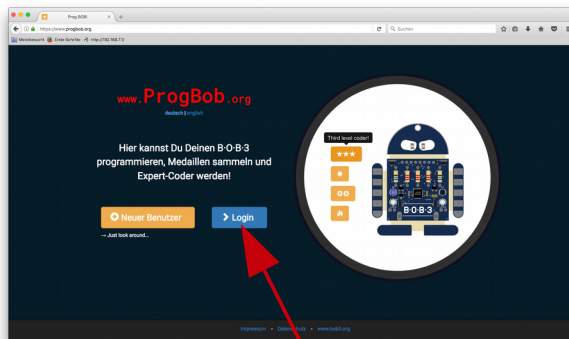 Prog BOB!
https://www.progbob.org
Suchen
Meistbesucht
Erste Schritte
http://192.168.7.1/
www.ProgBob.org
deutsch | english
Hier kannst Du Deinen B·O·B·3
programmieren, Medaillen sammeln und
Expert-Coder werden!
Neuer Benutzer
Login
→ Just look around...
Third level coder!
B·O·B·3
Impressum • Datenschutz • www.bob3.org